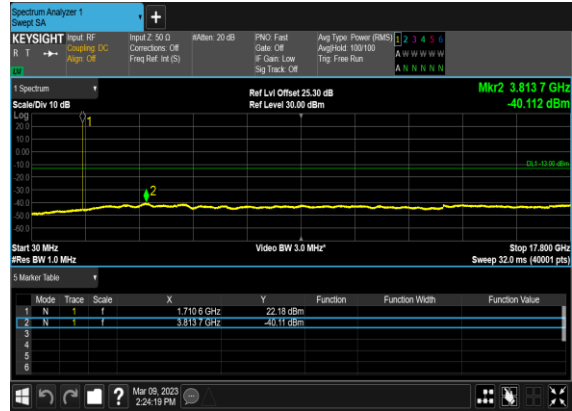 Spectrum Analyzer 1
Swept SA
+
KEYSIGHT Input: RF Input Z: 50 Ω #Atten: 20 dB PNO: Fast Avg Type: Power (RMS) 1 2 3 4 5 6
R T Coupling: DC Corrections: Off Gate: Off Avg|Hold: 100/100 A W W W W W
Align: Off Freq Ref: Int (S) IF Gain: Low Trig: Free Run
Sig Track: Off A N N N N N
1 Spectrum Ref Lvl Offset 25.30 dB Mkr2 3.813 7 GHz
Scale/Div 10 dB Ref Level 30.00 dBm -40.112 dBm
Log
20.0
10.0
0.00
-10.0
-20.0
-30.0
-40.0
-50.0
-60.0
1
2
DL1 -13.00 dBm
Start 30 MHz Video BW 3.0 MHz* Stop 17.800 GHz
#Res BW 1.0 MHz Sweep 32.0 ms (40001 pts)
5 Marker Table
Mode Trace Scale X Y Function Function Width Function Value
1 N 1 f 1.710 6 GHz 22.18 dBm
2 N 1 f 3.813 7 GHz -40.11 dBm
3
4
5
6
? Mar 09, 2023
2:24:19 PM